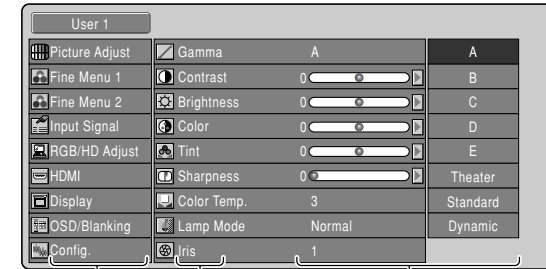 User 1
Picture Adjust Gamma A A
Fine Menu 1 Contrast 0 B
Fine Menu 2 Brightness 0 C
Input Signal Color 0 D
RGB/HD Adjust Tint 0 E
HDMI Sharpness 0 Theater
Display Color Temp. 3 Standard
OSD/Blanking Lamp Mode Normal Dynamic
Config. Iris 1